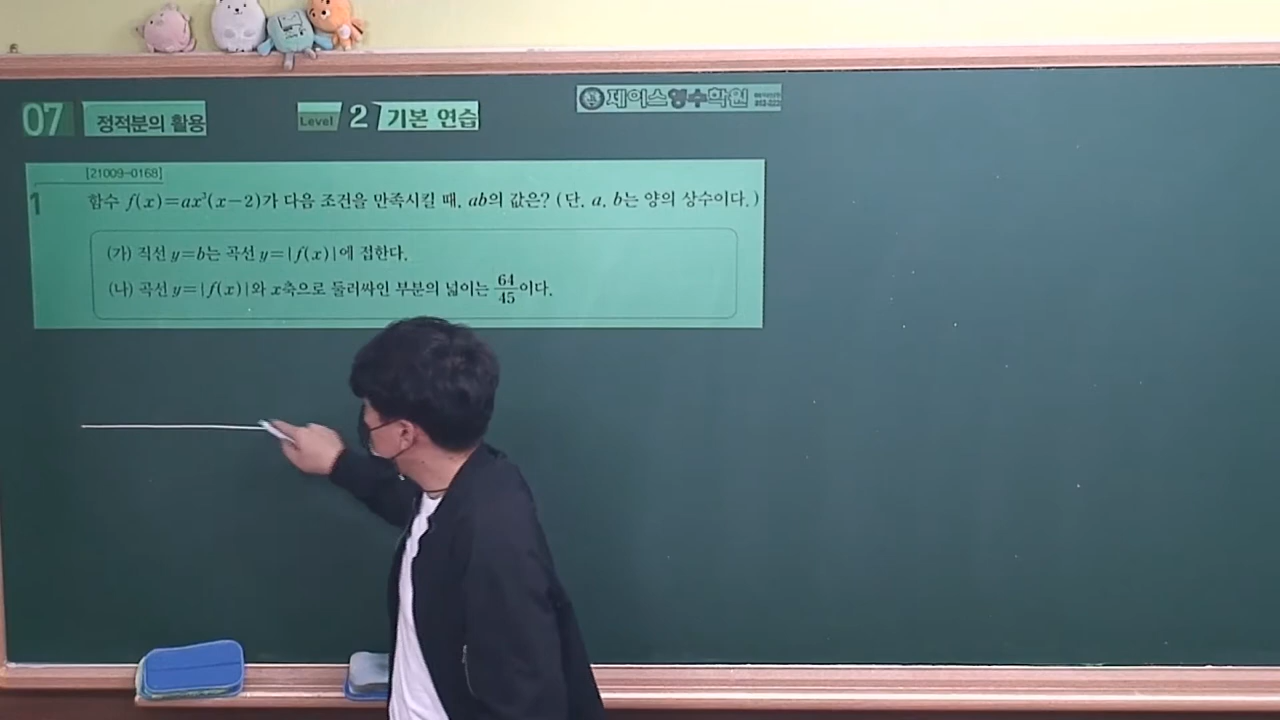 07 정적분의 활용 Level 2 기본 연습 제이스영수학원
[21009-0168]
1 함수 f(x)=ax³(x-2)가 다음 조건을 만족시킬 때, ab의 값은? (단, a, b는 양의 상수이다.)
(가) 직선 y=b는 곡선 y=|f(x)|에 접한다.
(나) 곡선 y=|f(x)|와 x축으로 둘러싸인 부분의 넓이는 64/45이다.